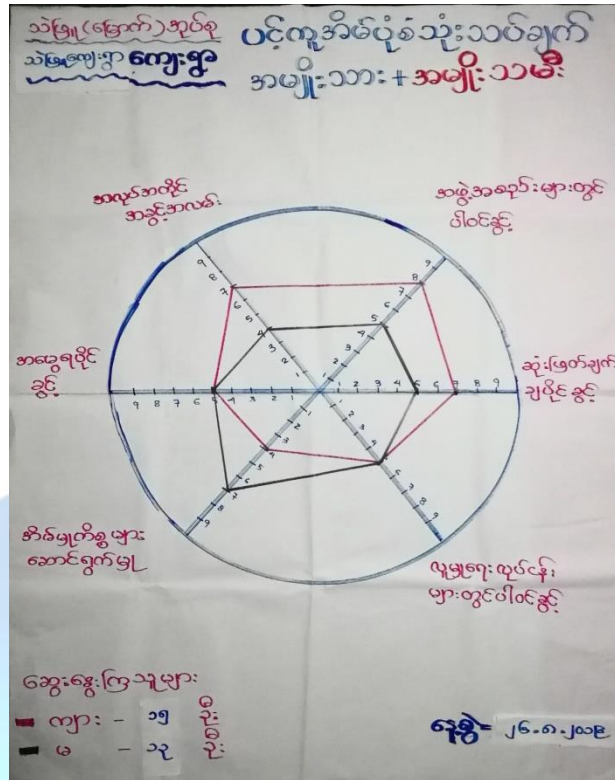 သဲဖြူ(မြောက်)အုပ်စု
သဲဖြူကျေးရွာ ကျေးရွာ
ပင့်ကူအိမ်ပုံစံသုံးသပ်ချက်
အမျိုးသား+အမျိုးသမီး
အလုပ်အကိုင်
အခွင့်အလမ်း
အဖွဲ့အစည်းများတွင်
ပါဝင်ခွင့်
အမွေရပိုင်
ခွင့်
ဆုံးဖြတ်ချက်
ချပိုင်ခွင့်
အိမ်မှုကိစ္စများ
ဆောင်ရွက်မှု
လူမှုရေးလုပ်ငန်း
များတွင်ပါဝင်ခွင့်
ဆွေးနွေးကြသူများ
ကျား - ၁၅ ဦး
မ - ၁၃ ဦး
နေ့စွဲ= ၂၆.၈.၂၀၁၉